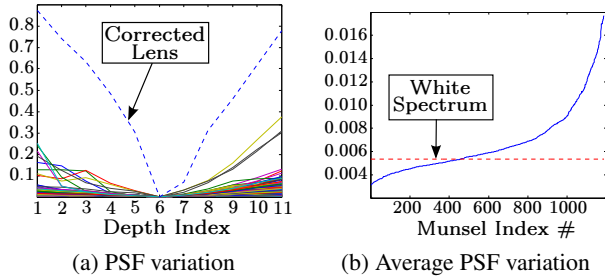 0.8
0.7
0.6
0.5
0.4
0.3
0.2
0.1
Corrected
Lens
1 2 3 4 5 6 7 8 9 10 11
Depth Index
(a) PSF variation
0.016
0.014
0.012
0.010
0.008
0.006
0.004
White
Spectrum
200 400 600 800 1000
Munsel Index #
(b) Average PSF variation